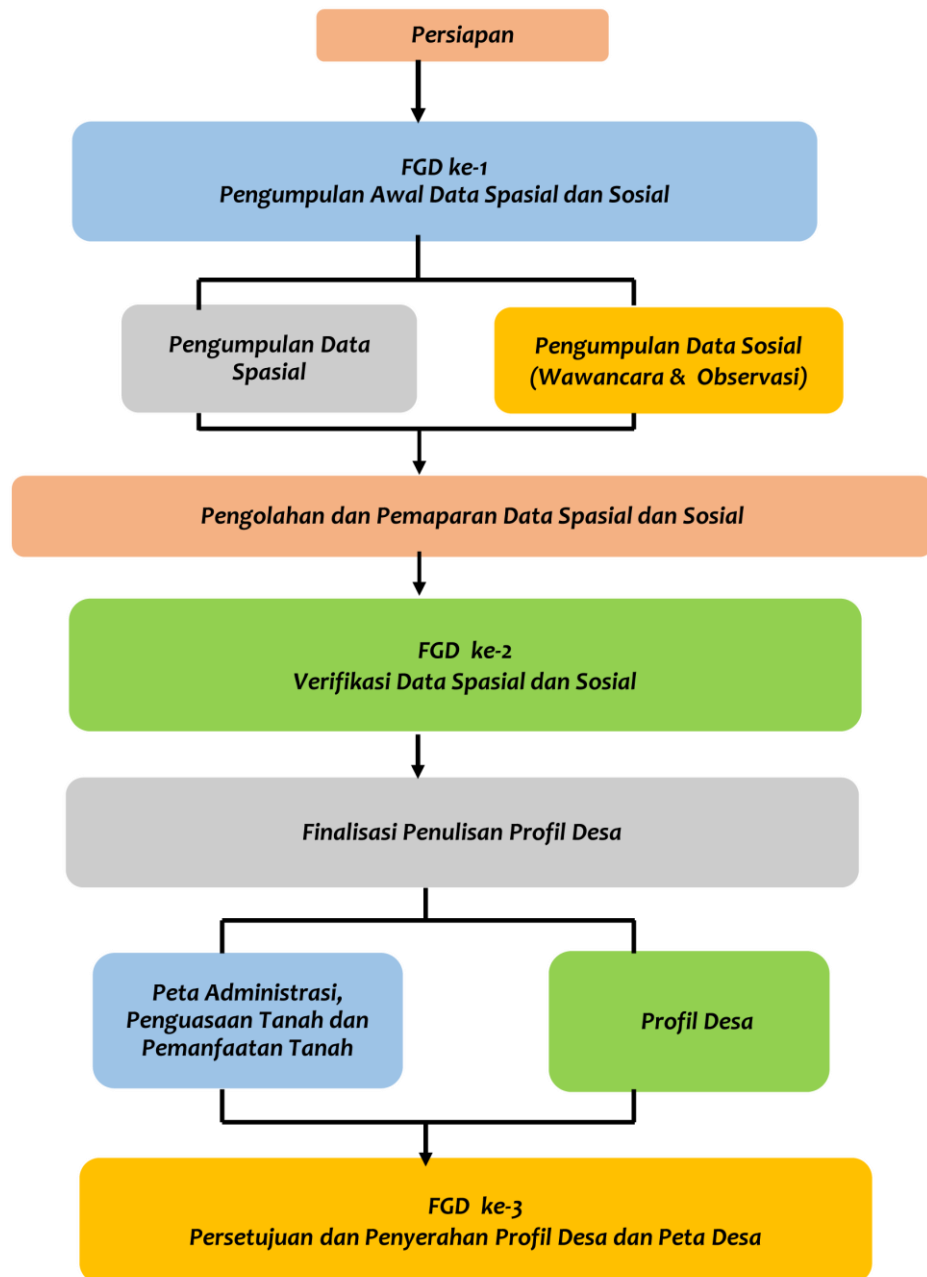 Persiapan
FGD ke-1
Pengumpulan Awal Data Spasial dan Sosial
Pengumpulan Data
Spasial
Pengumpulan Data Sosial
(Wawancara & Observasi)
Pengolahan dan Pemaparan Data Spasial dan Sosial
FGD ke-2
Verifikasi Data Spasial dan Sosial
Finalisasi Penulisan Profil Desa
Peta Administrasi,
Penguasaan Tanah dan
Pemanfaatan Tanah
Profil Desa
FGD ke-3
Persetujuan dan Penyerahan Profil Desa dan Peta Desa